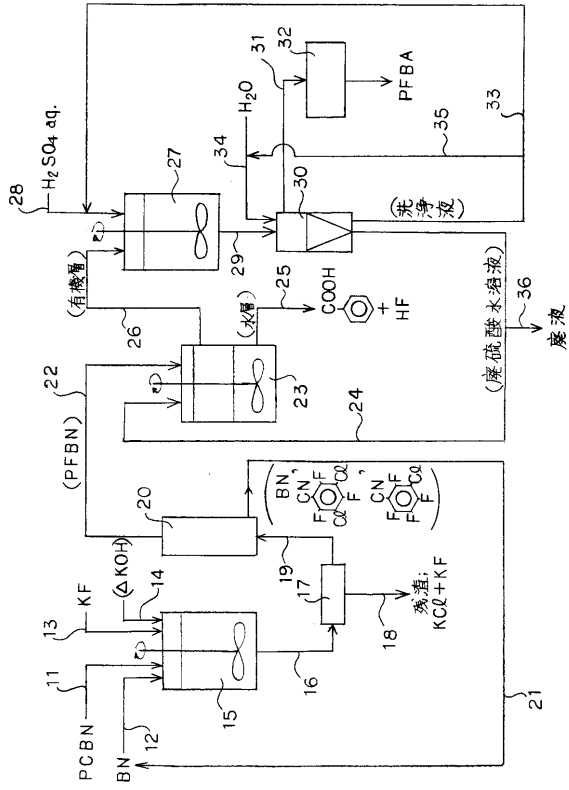 PCBN
11
KF
13
(△KOH)
14
BN
12
15
16
17
18
残渣;
KCl+KF
19
20
21
(PFBN)
22
(BN,
CN
F
F
Cl
F
Cl
,
CN
F
Cl
F
F
F
)
23
24
(水層)
25
COOH
+
HF
(有機層)
26
27
28
H₂SO₄ aq.
29
30
31
32
PFBA
H₂O
34
35
33
(洗浄液)
(廃硫酸水溶液)
36
廃液